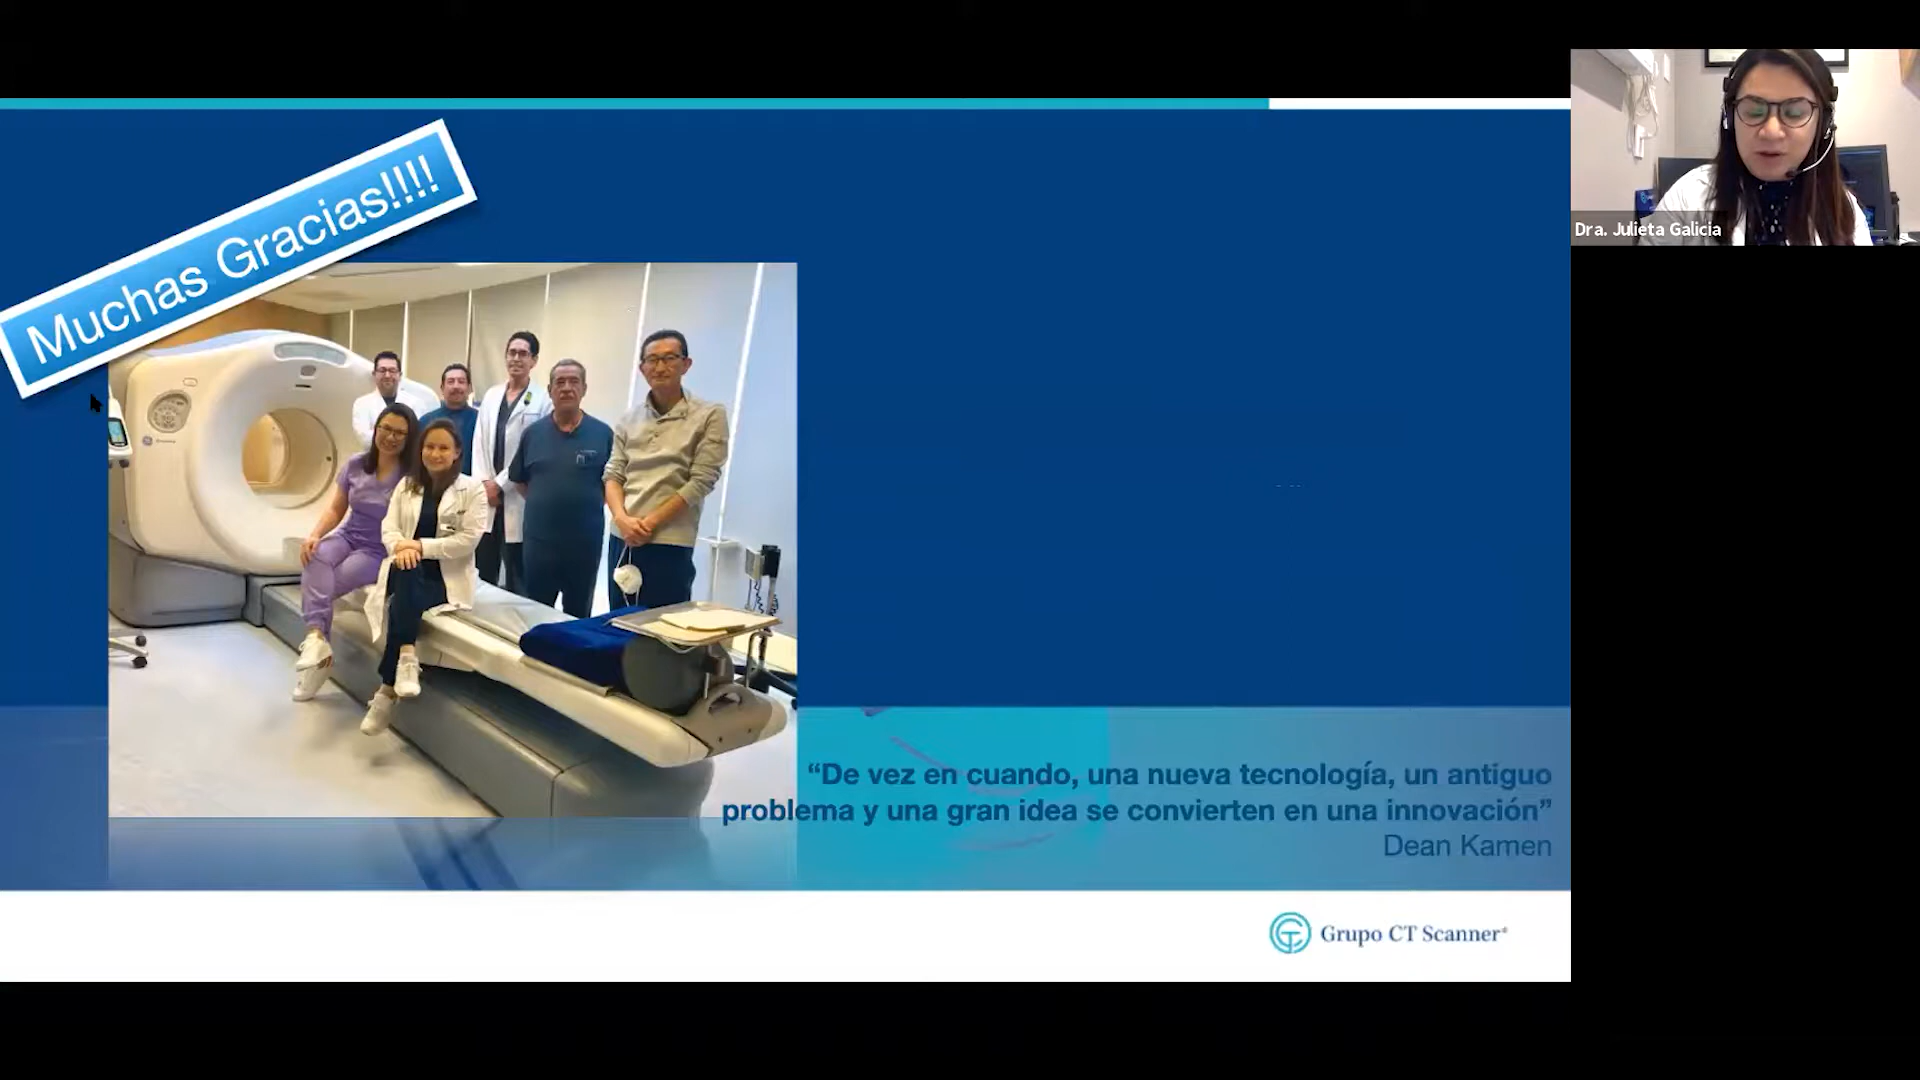 Muchas Gracias!!!!
Dra. Julieta Galicia
“De vez en cuando, una nueva tecnología, un antiguo
problema y una gran idea se convierten en una innovación”
Dean Kamen
Grupo CT Scanner®